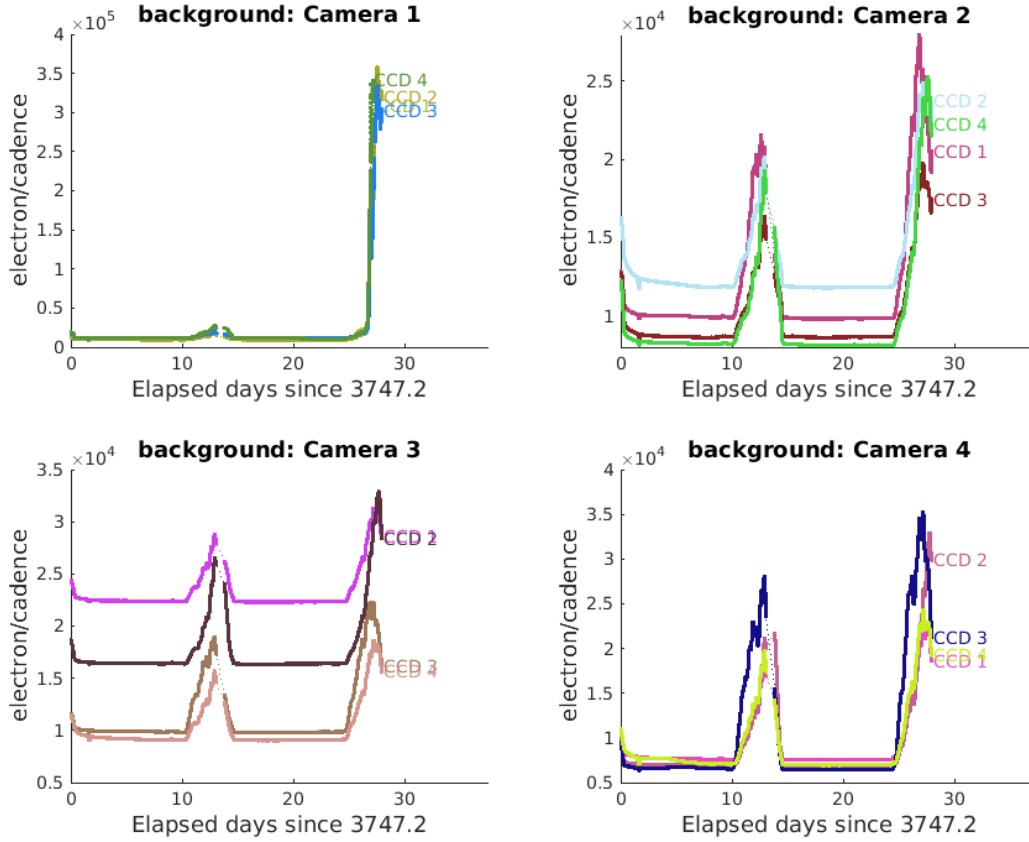 background: Camera 1
×10^5
4
3.5
3
2.5
2
1.5
1
0.5
0
electron/cadence
CCD 4
CCD 2
CCD 1
CCD 3
0 10 20 30
Elapsed days since 3747.2
background: Camera 2
×10^4
2.5
2
1.5
1
electron/cadence
CCD 2
CCD 4
CCD 1
CCD 3
0 10 20 30
Elapsed days since 3747.2
background: Camera 3
×10^4
3.5
3
2.5
2
1.5
1
0.5
electron/cadence
CCD 1
CCD 2
CCD 3
CCD 4
0 10 20 30
Elapsed days since 3747.2
background: Camera 4
×10^4
4
3.5
3
2.5
2
1.5
1
0.5
electron/cadence
CCD 2
CCD 3
CCD 4
CCD 1
0 10 20 30
Elapsed days since 3747.2